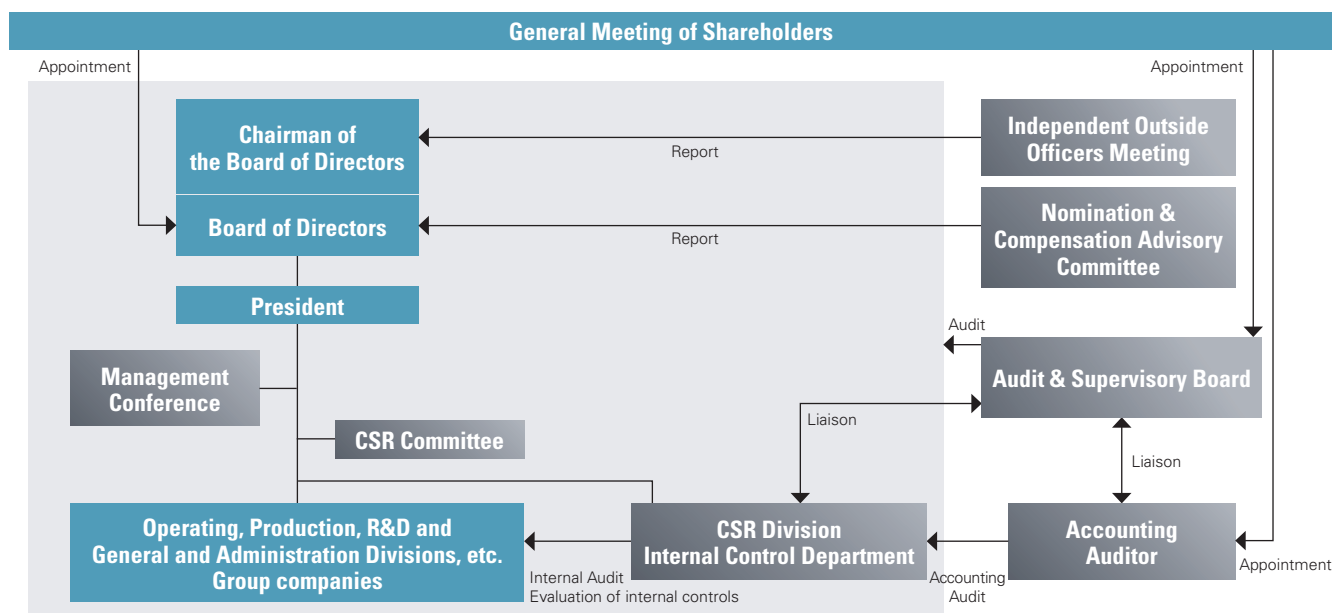 General Meeting of Shareholders
Appointment
Appointment
Chairman of
the Board of Directors
Report
Independent Outside
Officers Meeting
Board of Directors
Report
Nomination &
Compensation Advisory
Committee
President
Audit
Management
Conference
Audit & Supervisory Board
CSR Committee
Liaison
Liaison
Operating, Production, R&D and
General and Administration Divisions, etc.
Group companies
CSR Division
Internal Control Department
Accounting
Auditor
Internal Audit
Evaluation of internal controls
Accounting
Audit
Appointment